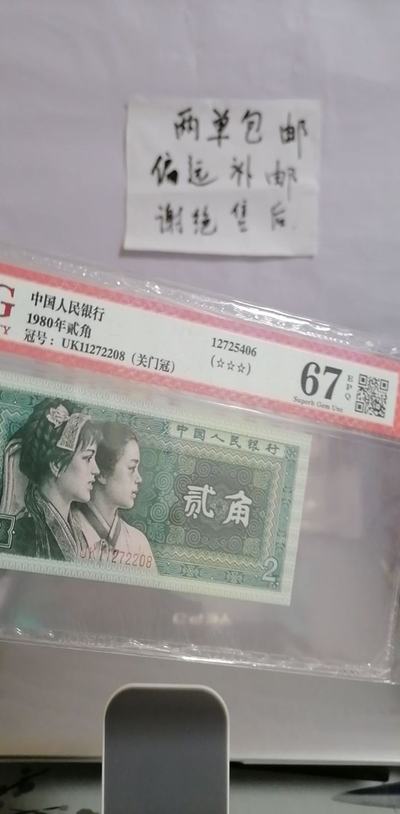 两单包邮
偏远补邮
谢绝售后
G
TY
中国人民银行
1980年贰角
冠号：UK11272208（关门冠）
12725406
(☆☆☆)
67
EPQ
Superb Gem Unc
中国人民银行
贰角
UK11272208
2